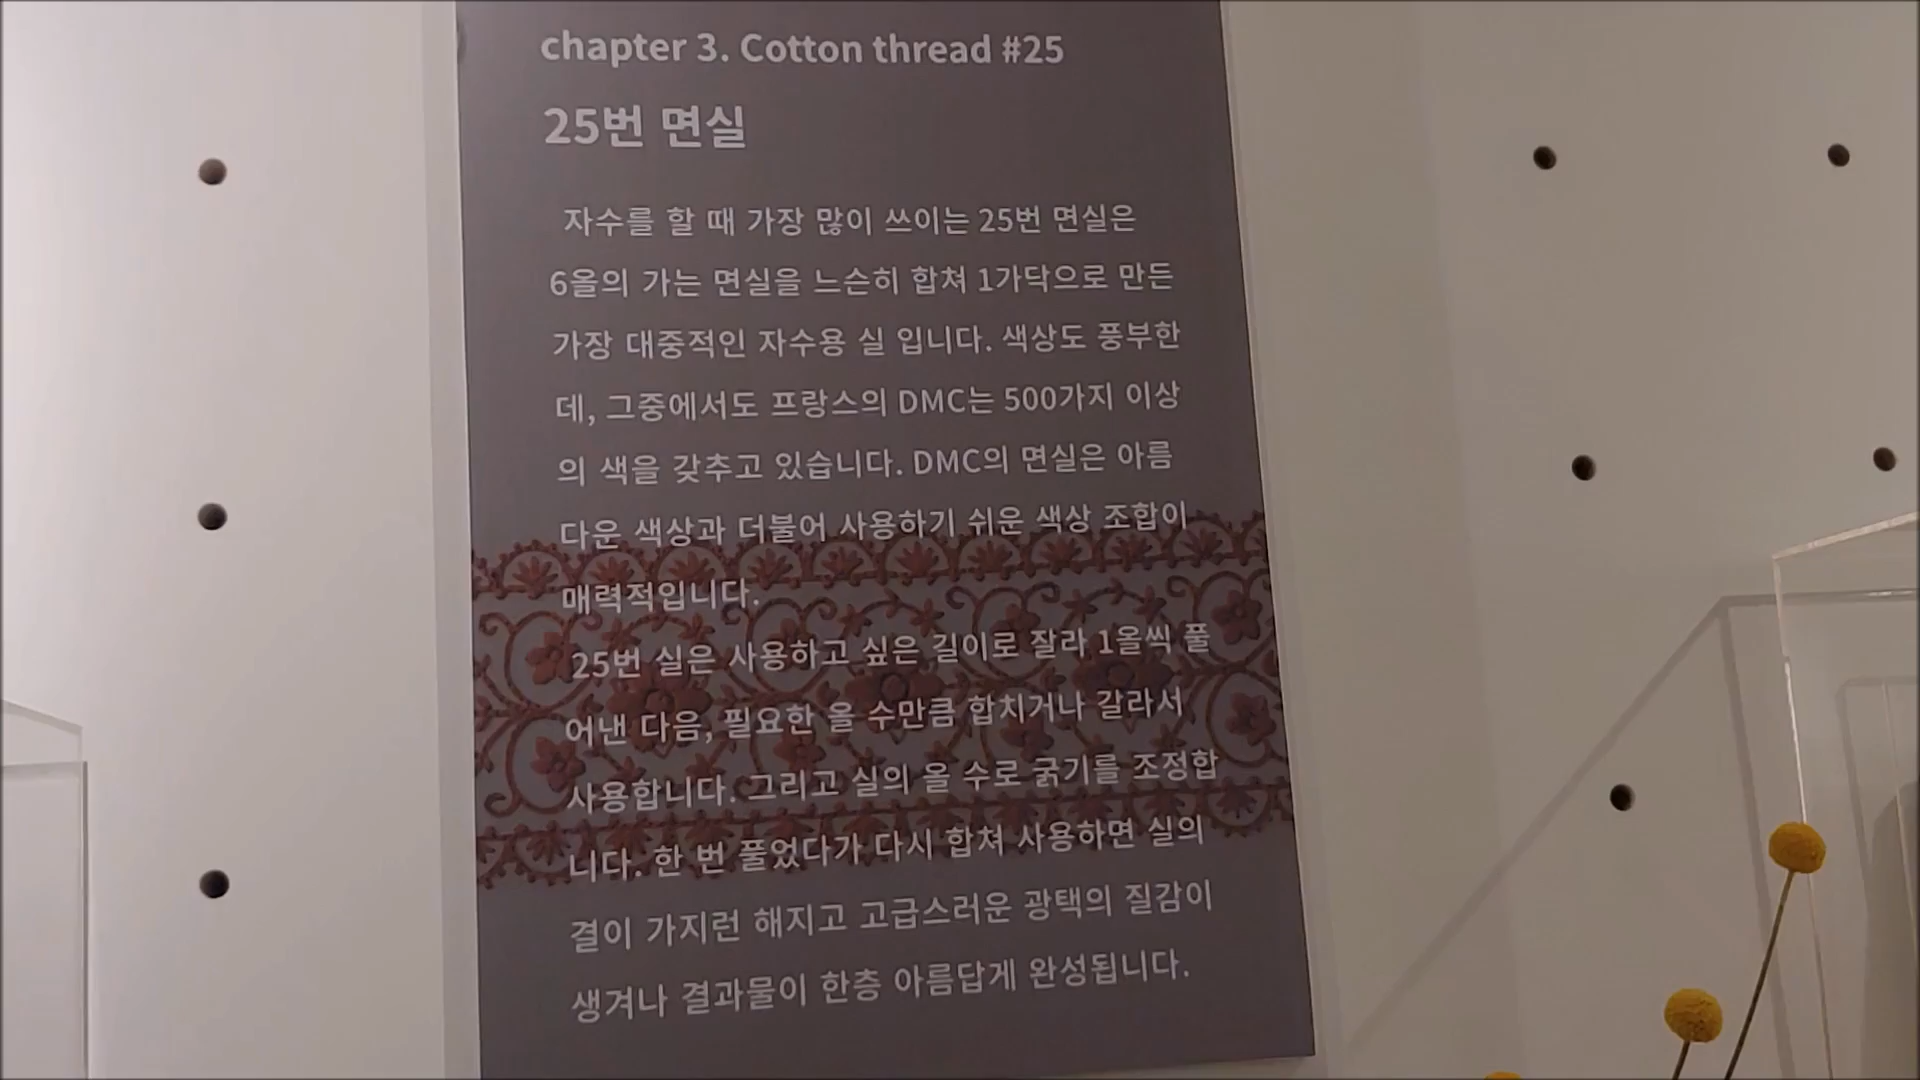 chapter 3. Cotton thread #25
25번 면실
자수를 할 때 가장 많이 쓰이는 25번 면실은
6올의 가는 면실을 느슨히 합쳐 1가닥으로 만든
가장 대중적인 자수용 실 입니다. 색상도 풍부한
데, 그중에서도 프랑스의 DMC는 500가지 이상
의 색을 갖추고 있습니다. DMC의 면실은 아름
다운 색상과 더불어 사용하기 쉬운 색상 조합이
매력적입니다.
25번 실은 사용하고 싶은 길이로 잘라 1올씩 풀
어낸 다음, 필요한 올 수만큼 합치거나 갈라서
사용합니다. 그리고 실의 올 수로 굵기를 조정합
니다. 한 번 풀었다가 다시 합쳐 사용하면 실의
결이 가지런 해지고 고급스러운 광택의 질감이
생겨나 결과물이 한층 아름답게 완성됩니다.